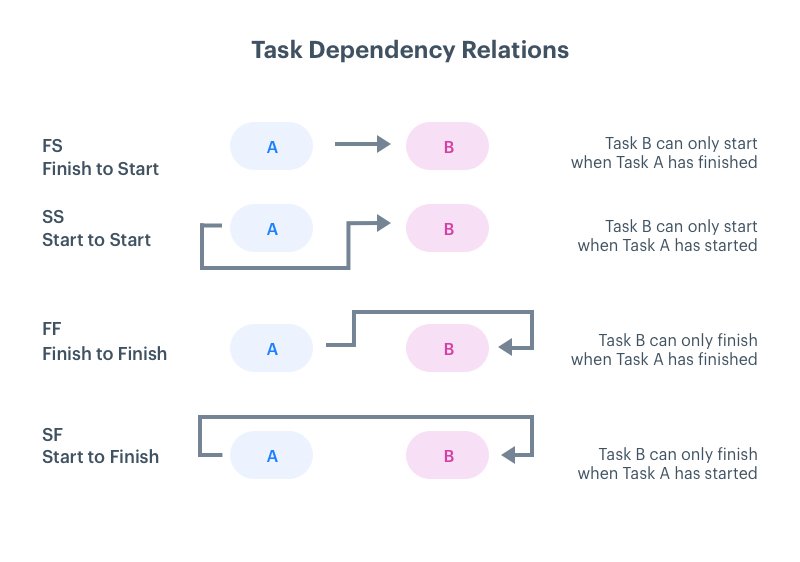 Task Dependency Relations
FS
Finish to Start
A
B
Task B can only start
when Task A has finished
SS
Start to Start
A
B
Task B can only start
when Task A has started
FF
Finish to Finish
A
B
Task B can only finish
when Task A has finished
SF
Start to Finish
A
B
Task B can only finish
when Task A has started